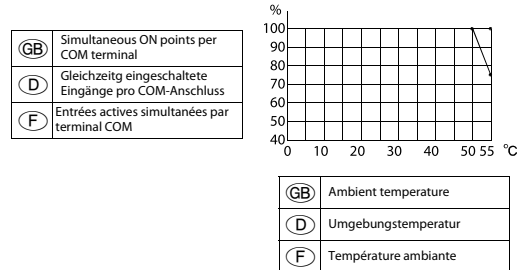 GB Simultaneous ON points per
COM terminal
D Gleichzeitg eingeschaltete
Eingänge pro COM-Anschluss
F Entrées actives simultanées par
terminal COM
%
100
90
80
70
60
50
40
0 10 20 30 40 50 55 °C
GB Ambient temperature
D Umgebungstemperatur
F Température ambiante